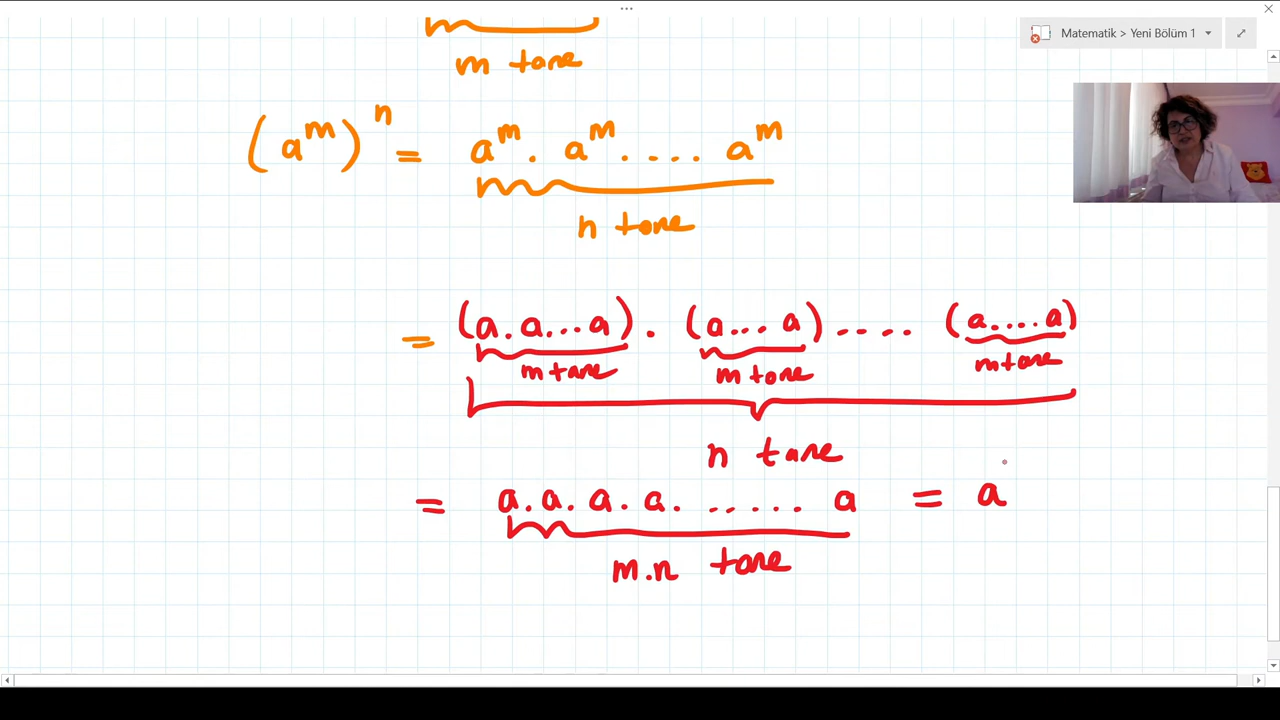 Matematik > Yeni Bölüm 1
m tane
(a^m)^n = a^m . a^m . .... a^m
n tane
= (a.a...a) . (a... a) .... (a....a)
m tane m tane m tane
n tane
= a.a.a.a. ..... a = a
m.n tane